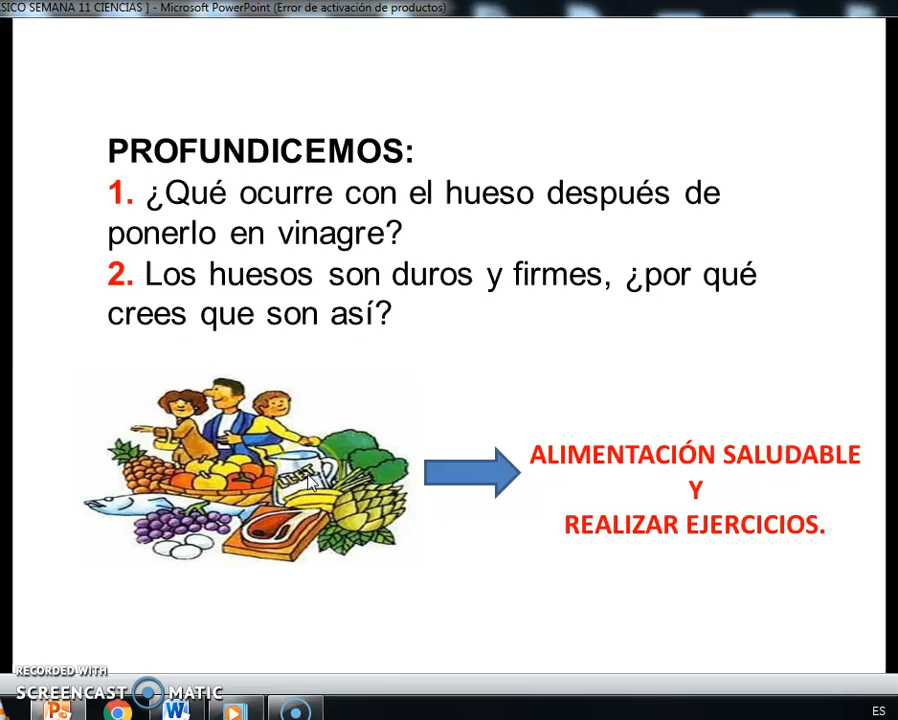 SICO SEMANA 11 CIENCIAS ] - Microsoft PowerPoint (Error de activación de productos)
PROFUNDICEMOS:
1. ¿Qué ocurre con el hueso después de
ponerlo en vinagre?
2. Los huesos son duros y firmes, ¿por qué
crees que son así?
ALIMENTACIÓN SALUDABLE
Y
REALIZAR EJERCICIOS.
RECORDED WITH
SCREENCAST MATIC
ES